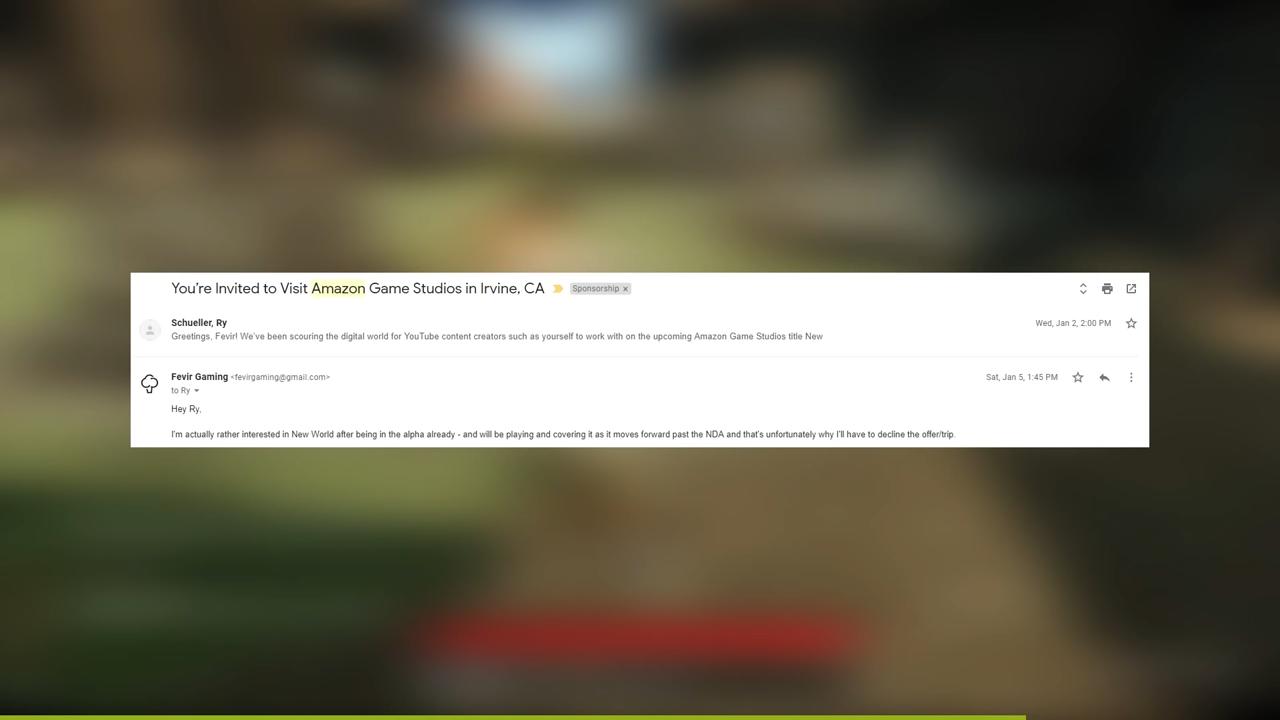 You're Invited to Visit Amazon Game Studios in Irvine, CA Sponsorship x
Schueller, Ry Wed, Jan 2, 2:00 PM
Greetings, Fevir! We've been scouring the digital world for YouTube content creators such as yourself to work with on the upcoming Amazon Game Studios title New
Fevir Gaming <fevirgaming@gmail.com> Sat, Jan 5, 1:45 PM
to Ry
Hey Ry,
I'm actually rather interested in New World after being in the alpha already - and will be playing and covering it as it moves forward past the NDA and that's unfortunately why I'll have to decline the offer/trip.